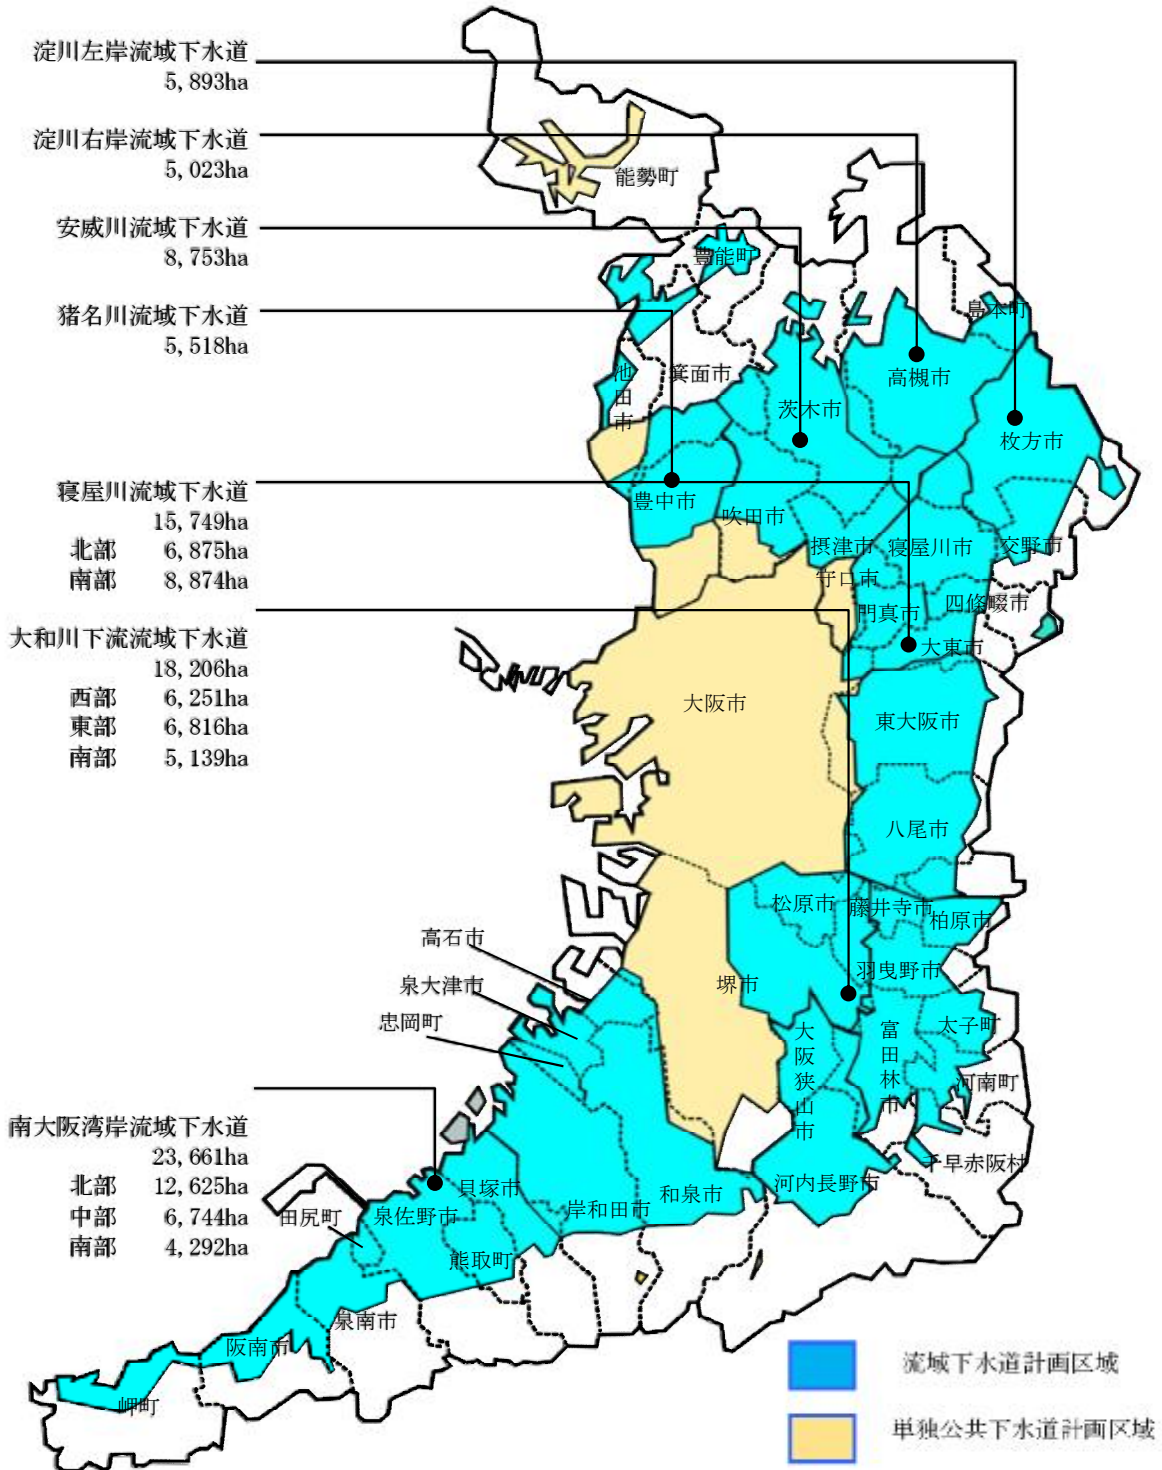 淀川左岸流域下水道
5,893ha
淀川右岸流域下水道
5,023ha
安威川流域下水道
8,753ha
猪名川流域下水道
5,518ha
寝屋川流域下水道
15,749ha
北部 6,875ha
南部 8,874ha
大和川下流流域下水道
18,206ha
西部 6,251ha
東部 6,816ha
南部 5,139ha
南大阪湾岸流域下水道
23,661ha
北部 12,625ha
中部 6,744ha
南部 4,292ha
能勢町
豊能町
島本町
池田市
箕面市
高槻市
茨木市
枚方市
豊中市
吹田市
摂津市
寝屋川市
交野市
守口市
門真市
四條畷市
大東市
大阪市
東大阪市
八尾市
松原市
藤井寺市
柏原市
高石市
泉大津市
忠岡町
堺市
羽曳野市
大阪狭山市
富田林市
太子町
河南町
千早赤阪村
河内長野市
和泉市
岸和田市
貝塚市
泉佐野市
田尻町
熊取町
泉南市
阪南市
岬町
流域下水道計画区域
単独公共下水道計画区域